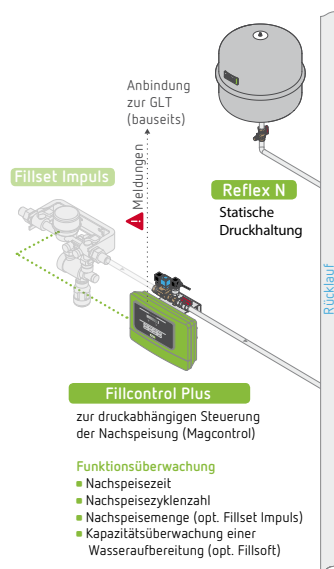 Anbindung
zur GLT
(bauseits)
Meldungen
Fillset Impuls
Reflex N
Statische
Druckhaltung
Rücklauf
Fillcontrol Plus
zur druckabhängigen Steuerung
der Nachspeisung (Magcontrol)
Funktionsüberwachung
Nachspeisezeit
Nachspeisezyklenzahl
Nachspeisemenge (opt. Fillset Impuls)
Kapazitätsüberwachung einer
Wasseraufbereitung (opt. Fillsoft)